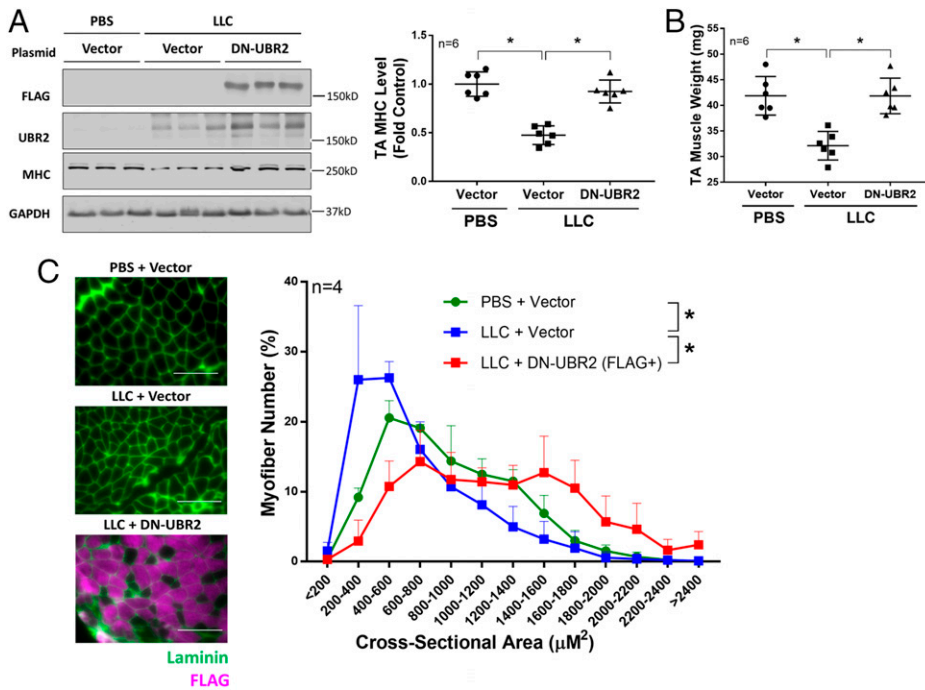 A
PBS
LLC
Plasmid
Vector
Vector
DN-UBR2
FLAG
150kD
UBR2
150kD
MHC
250kD
GAPDH
37kD
n=6
*
*
TA MHC Level
(Fold Control)
2.0
1.5
1.0
0.5
0.0
Vector
Vector
DN-UBR2
PBS
LLC
B
n=6
*
*
TA Muscle Weight (mg)
55
50
45
40
35
30
25
Vector
Vector
DN-UBR2
PBS
LLC
C
PBS + Vector
LLC + Vector
LLC + DN-UBR2
Laminin
FLAG
n=4
PBS + Vector
LLC + Vector
LLC + DN-UBR2 (FLAG+)
*
*
Myofiber Number (%)
40
30
20
10
0
<200
200-400
400-600
600-800
800-1000
1000-1200
1200-1400
1400-1600
1600-1800
1800-2000
2000-2200
2200-2400
>2400
Cross-Sectional Area (μM²)